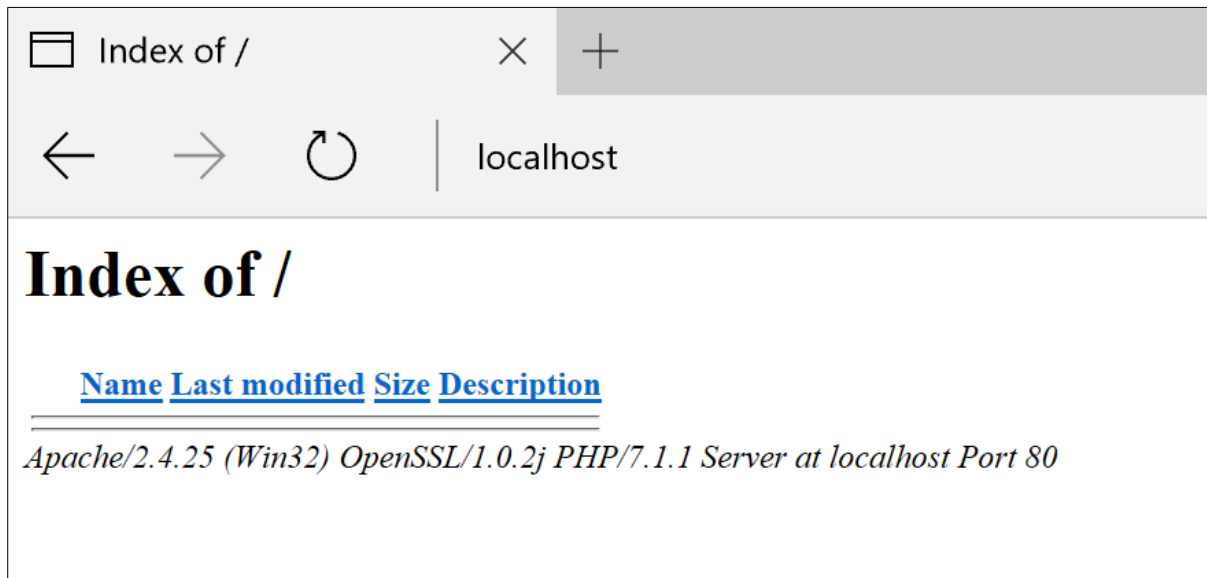 Index of /
localhost
Index of /
Name Last modified Size Description
Apache/2.4.25 (Win32) OpenSSL/1.0.2j PHP/7.1.1 Server at localhost Port 80